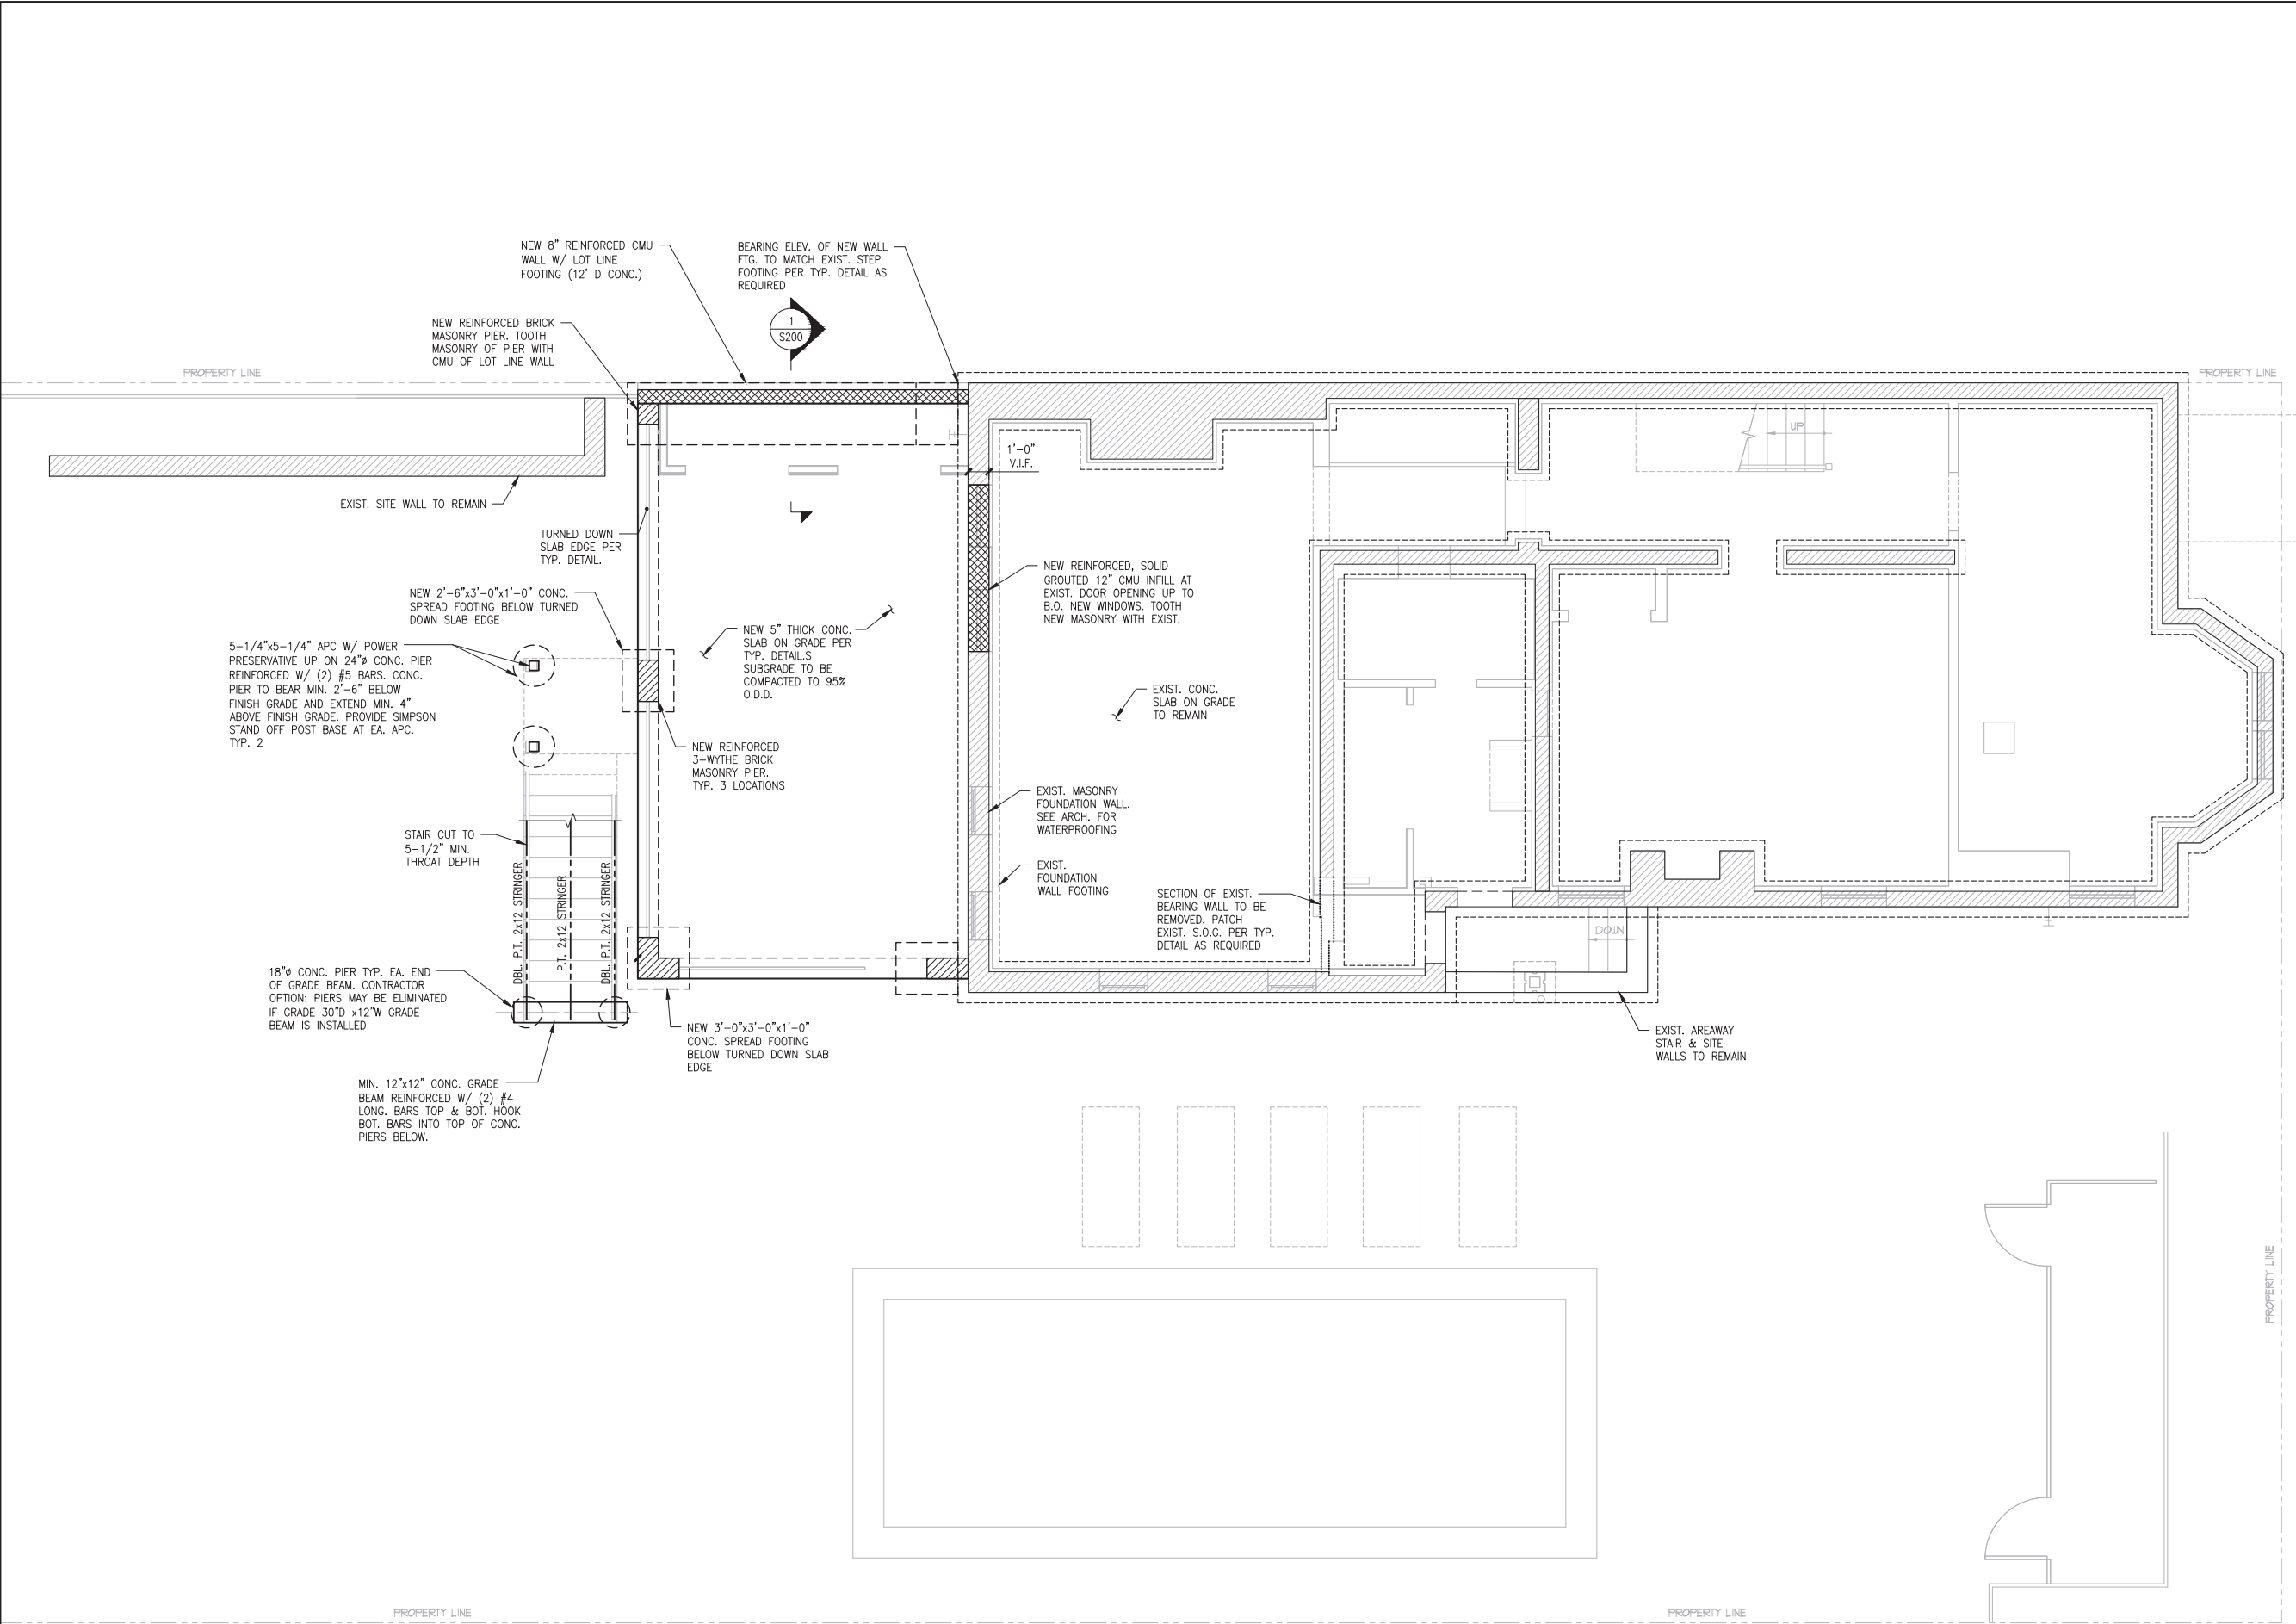 NEW 8" REINFORCED CMU
WALL W/ LOT LINE
FOOTING (12' D CONC.)
BEARING ELEV. OF NEW WALL
FTG. TO MATCH EXIST. STEP
FOOTING PER TYP. DETAIL AS
REQUIRED
1
S200
NEW REINFORCED BRICK
MASONRY PIER. TOOTH
MASONRY OF PIER WITH
CMU OF LOT LINE WALL
PROPERTY LINE
PROPERTY LINE
UP
1'-0"
V.I.F.
EXIST. SITE WALL TO REMAIN
TURNED DOWN
SLAB EDGE PER
TYP. DETAIL.
NEW REINFORCED, SOLID
GROUTED 12" CMU INFILL AT
EXIST. DOOR OPENING UP TO
B.O. NEW WINDOWS. TOOTH
NEW MASONRY WITH EXIST.
NEW 2'-6"x3'-0"x1'-0" CONC.
SPREAD FOOTING BELOW TURNED
DOWN SLAB EDGE
NEW 5" THICK CONC.
SLAB ON GRADE PER
TYP. DETAIL.S
SUBGRADE TO BE
COMPACTED TO 95%
O.D.D.
5-1/4"x5-1/4" APC W/ POWER
PRESERVATIVE UP ON 24"ø CONC. PIER
REINFORCED W/ (2) #5 BARS. CONC.
PIER TO BEAR MIN. 2'-6" BELOW
FINISH GRADE AND EXTEND MIN. 4"
ABOVE FINISH GRADE. PROVIDE SIMPSON
STAND OFF POST BASE AT EA. APC.
TYP. 2
EXIST. CONC.
SLAB ON GRADE
TO REMAIN
NEW REINFORCED
3-WYTHE BRICK
MASONRY PIER.
TYP. 3 LOCATIONS
EXIST. MASONRY
FOUNDATION WALL.
SEE ARCH. FOR
WATERPROOFING
STAIR CUT TO
5-1/2" MIN.
THROAT DEPTH
EXIST.
FOUNDATION
WALL FOOTING
DBL. P.T. 2x12 STRINGER
P.T. 2x12 STRINGER
DBL. P.T. 2x12 STRINGER
SECTION OF EXIST.
BEARING WALL TO BE
REMOVED. PATCH
EXIST. S.O.G. PER TYP.
DETAIL AS REQUIRED
DOWN
18"ø CONC. PIER TYP. EA. END
OF GRADE BEAM. CONTRACTOR
OPTION: PIERS MAY BE ELIMINATED
IF GRADE 30"D x12"W GRADE
BEAM IS INSTALLED
NEW 3'-0"x3'-0"x1'-0"
CONC. SPREAD FOOTING
BELOW TURNED DOWN SLAB
EDGE
EXIST. AREAWAY
STAIR & SITE
WALLS TO REMAIN
MIN. 12"x12" CONC. GRADE
BEAM REINFORCED W/ (2) #4
LONG. BARS TOP & BOT. HOOK
BOT. BARS INTO TOP OF CONC.
PIERS BELOW.
PROPERTY LINE
PROPERTY LINE
PROPERTY LINE